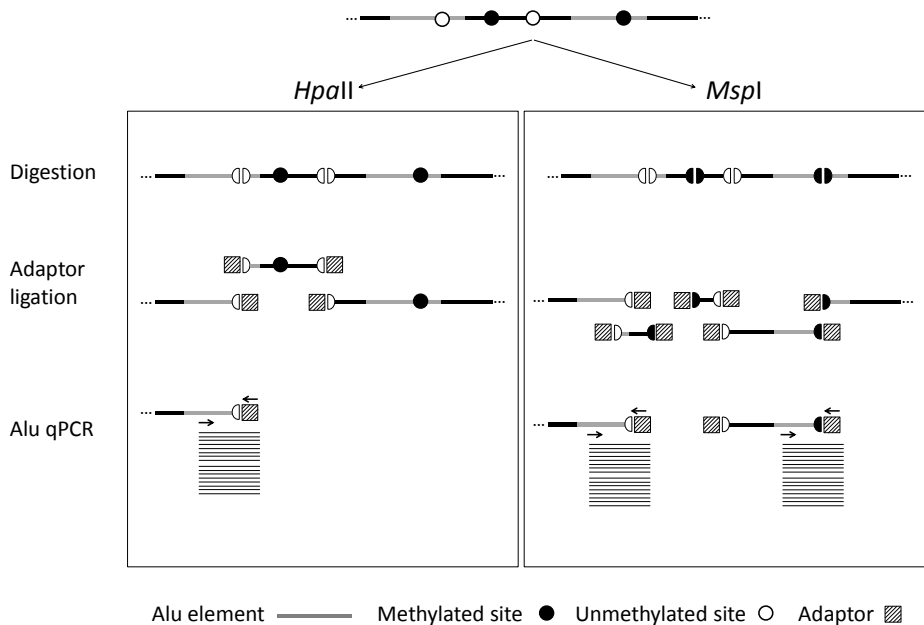 HpaII
MspI
Digestion
Adaptor
ligation
Alu qPCR
Alu element
Methylated site
Unmethylated site
Adaptor